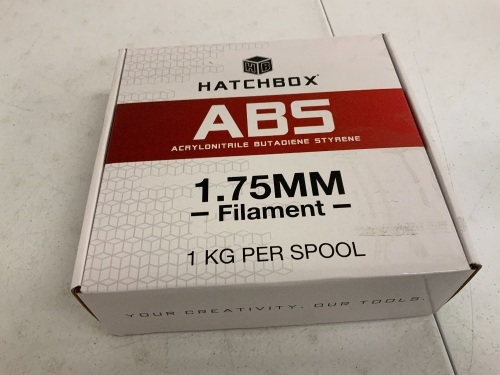 HATCHBOX
ABS
ACRYLONITRILE BUTADIENE STYRENE
1.75MM
– Filament –
1 KG PER SPOOL
YOUR CREATIVITY. OUR TOOLS.